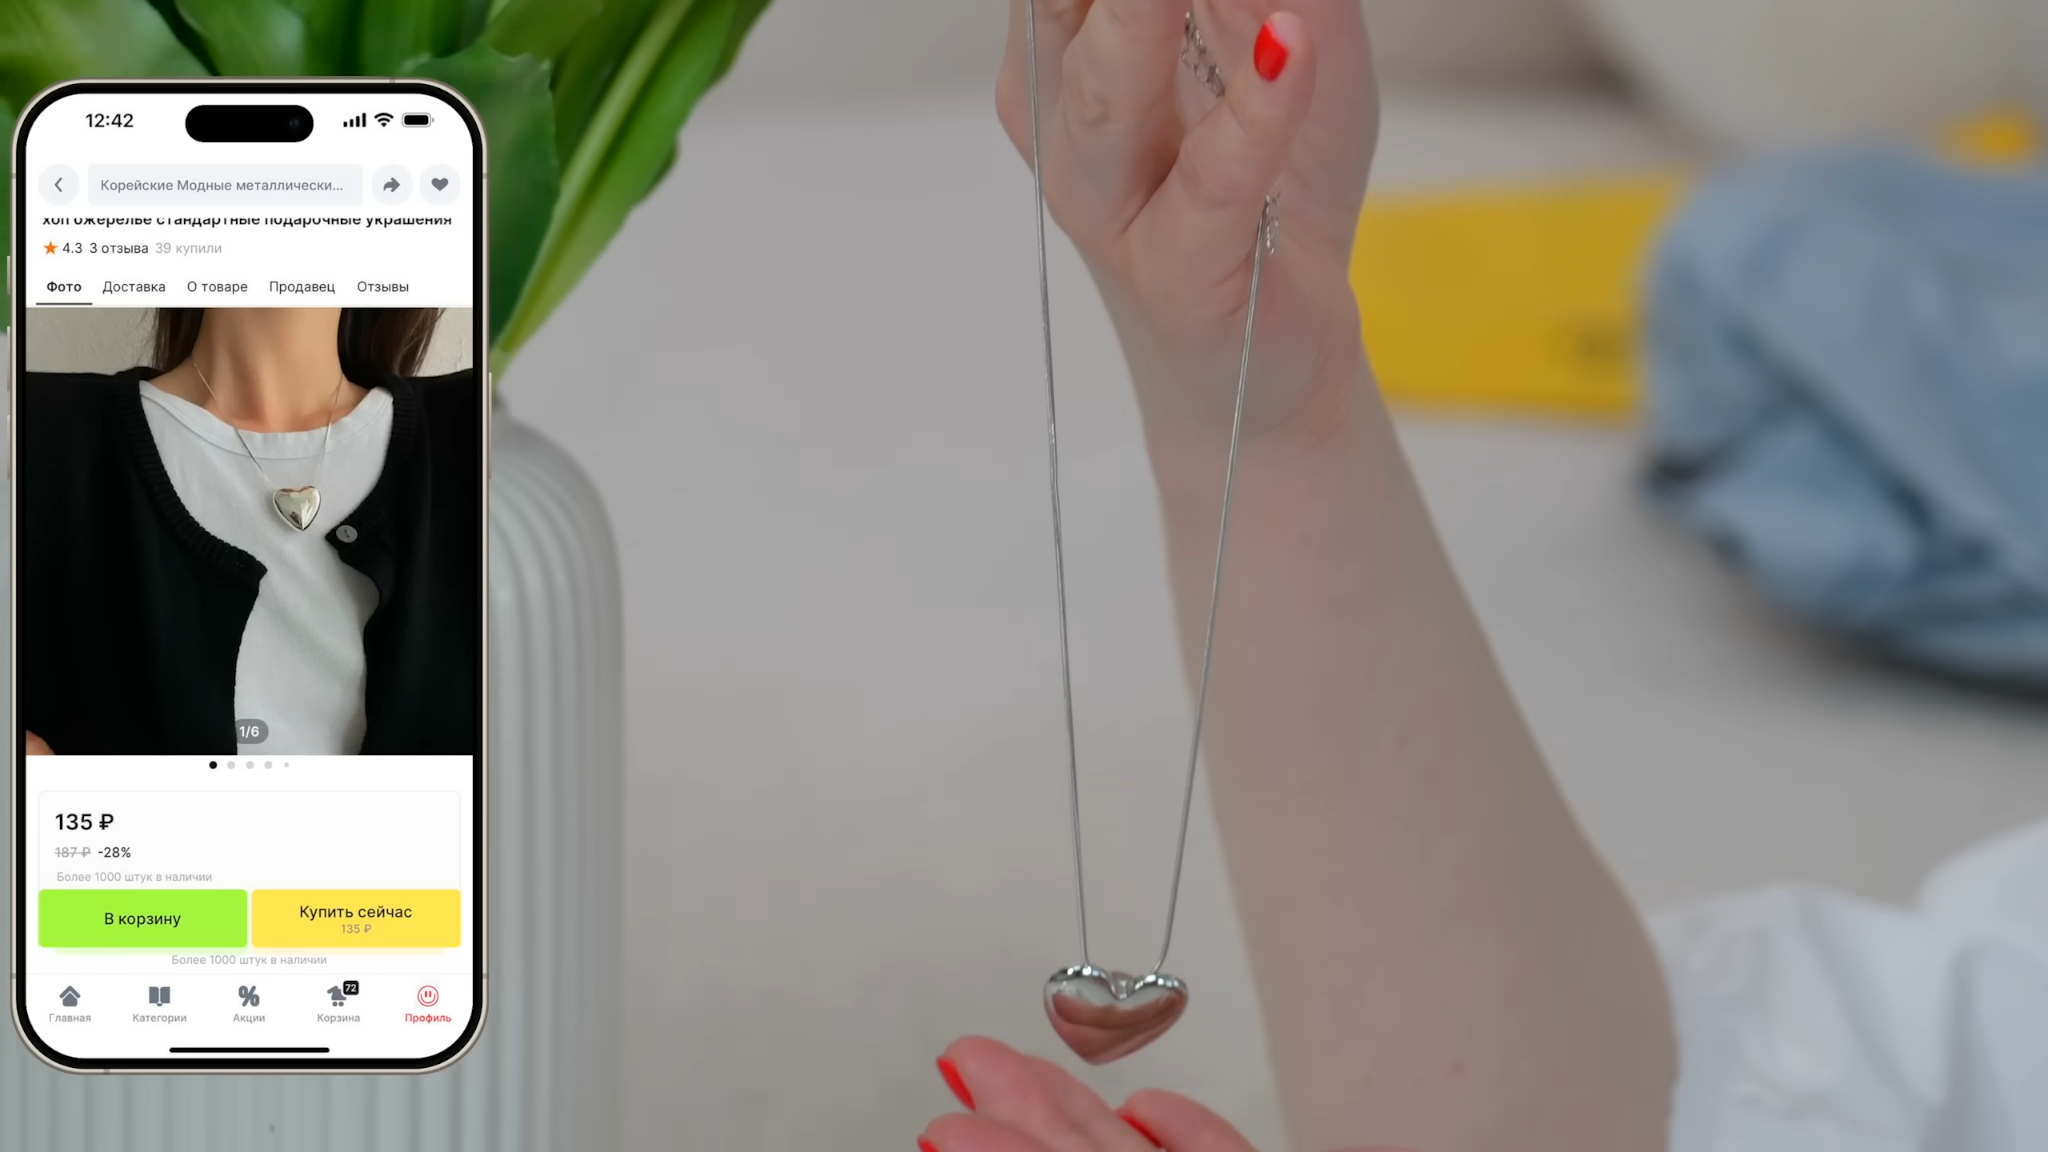 12:42
Корейские Модные металлически...
хоп ожерелье стандартные подарочные украшения
4.3 3 отзыва 39 купили
Фото Доставка О товаре Продавец Отзывы
1/6
135 ₽
187 ₽ -28%
Более 1000 штук в наличии
В корзину
Купить сейчас
135 ₽
Более 1000 штук в наличии
72
Главная Категории Акции Корзина Профиль